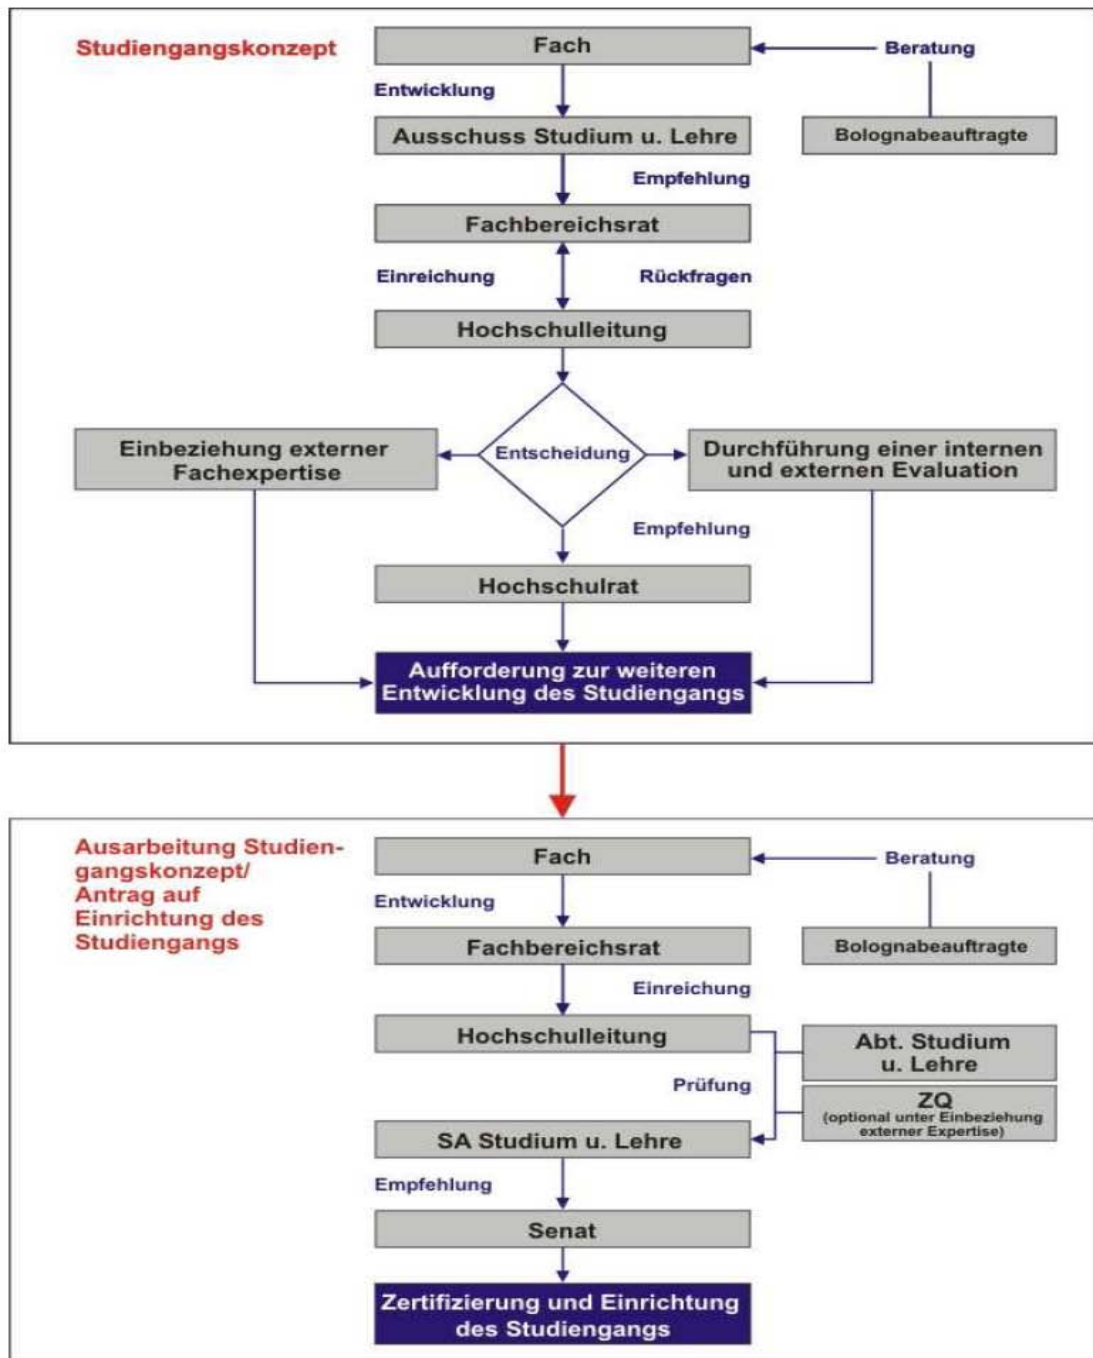 Studiengangskonzept
Fach
Beratung
Entwicklung
Ausschuss Studium u. Lehre
Bolognabeauftragte
Empfehlung
Fachbereichsrat
Einreichung
Rückfragen
Hochschulleitung
Einbeziehung externer
Fachexpertise
Entscheidung
Durchführung einer internen
und externen Evaluation
Empfehlung
Hochschulrat
Aufforderung zur weiteren
Entwicklung des Studiengangs
Ausarbeitung Studien-
gangskonzept/
Antrag auf
Einrichtung des
Studiengangs
Fach
Beratung
Entwicklung
Fachbereichsrat
Bolognabeauftragte
Einreichung
Hochschulleitung
Abt. Studium
u. Lehre
Prüfung
ZQ
(optional unter Einbeziehung
externer Expertise)
SA Studium u. Lehre
Empfehlung
Senat
Zertifizierung und Einrichtung
des Studiengangs